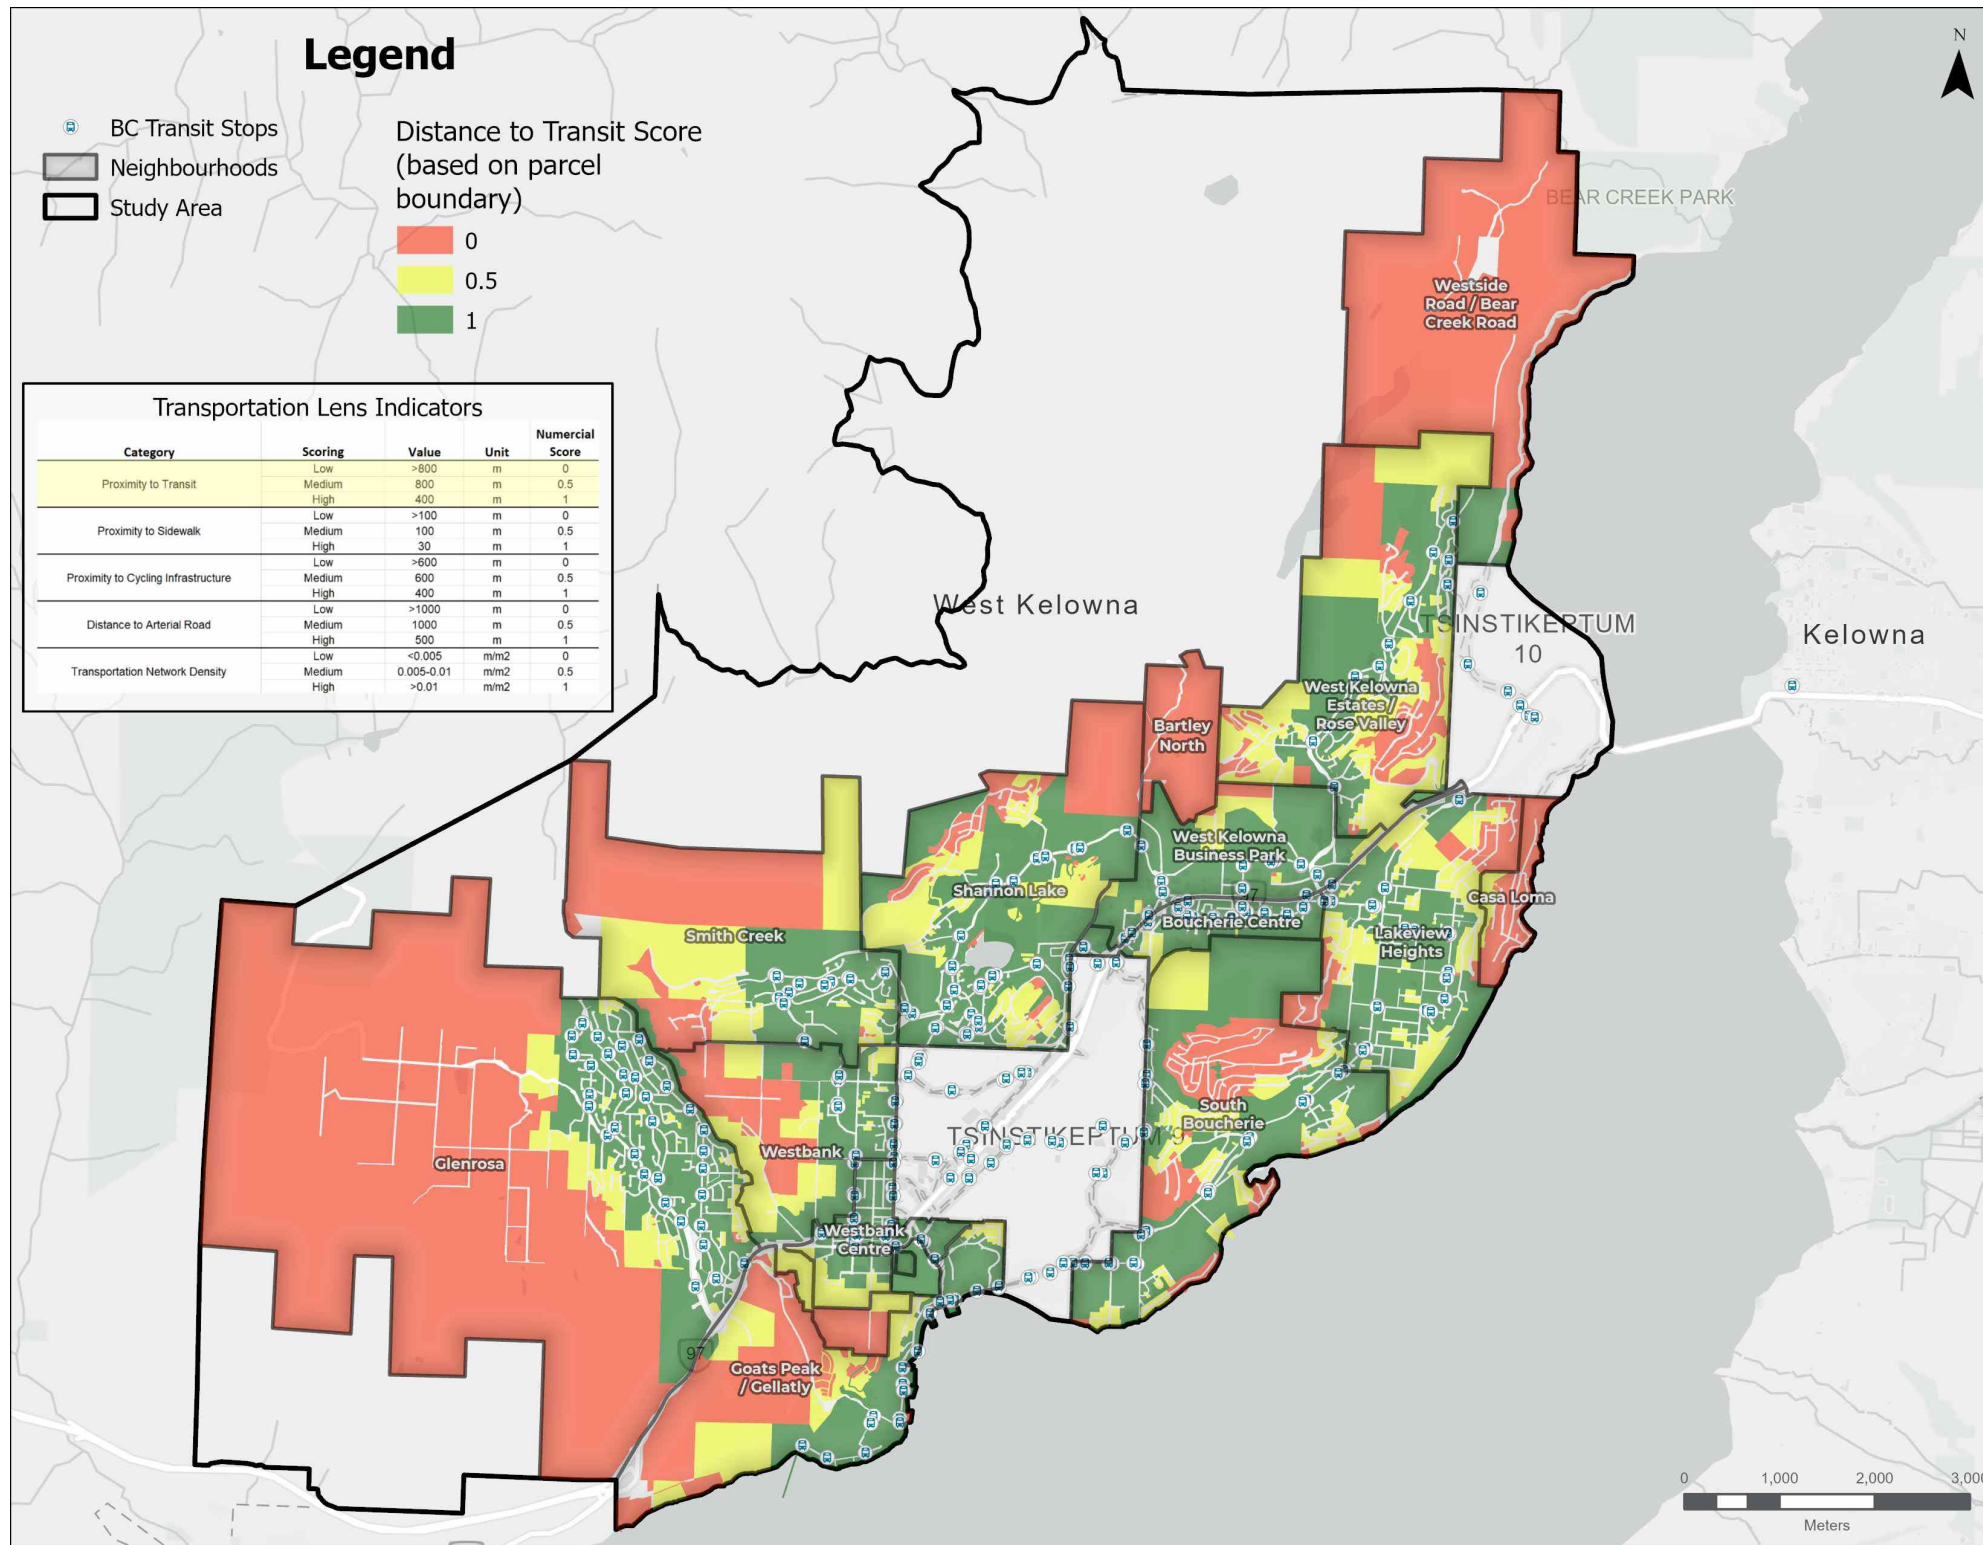 Legend
BC Transit Stops
Neighbourhoods
Study Area
Distance to Transit Score
(based on parcel
boundary)
0
0.5
1
Transportation Lens Indicators
Category Scoring Value Unit Numercial Score
Proximity to Transit
Low >800 m 0
Medium 800 m 0.5
High 400 m 1
Proximity to Sidewalk
Low >100 m 0
Medium 100 m 0.5
High 30 m 1
Proximity to Cycling Infrastructure
Low >600 m 0
Medium 600 m 0.5
High 400 m 1
Distance to Arterial Road
Low >1000 m 0
Medium 1000 m 0.5
High 500 m 1
Transportation Network Density
Low <0.005 m/m2 0
Medium 0.005-0.01 m/m2 0.5
High >0.01 m/m2 1
N
BEAR CREEK PARK
Westside
Road / Bear
Creek Road
West Kelowna
TSINSTIKEPTUM
10
Kelowna
West Kelowna
Estates /
Rose Valley
Bartley
North
West Kelowna
Business Park
Shannon Lake
97
Boucherie Centre
Casa Loma
Lakeview
Heights
Smith Creek
South
Boucherie
TSINSTIKEPTUM 9
Westbank
Glenrosa
Westbank
Centre
97
Goats Peak
/ Gellatly
0 1,000 2,000 3,000
Meters